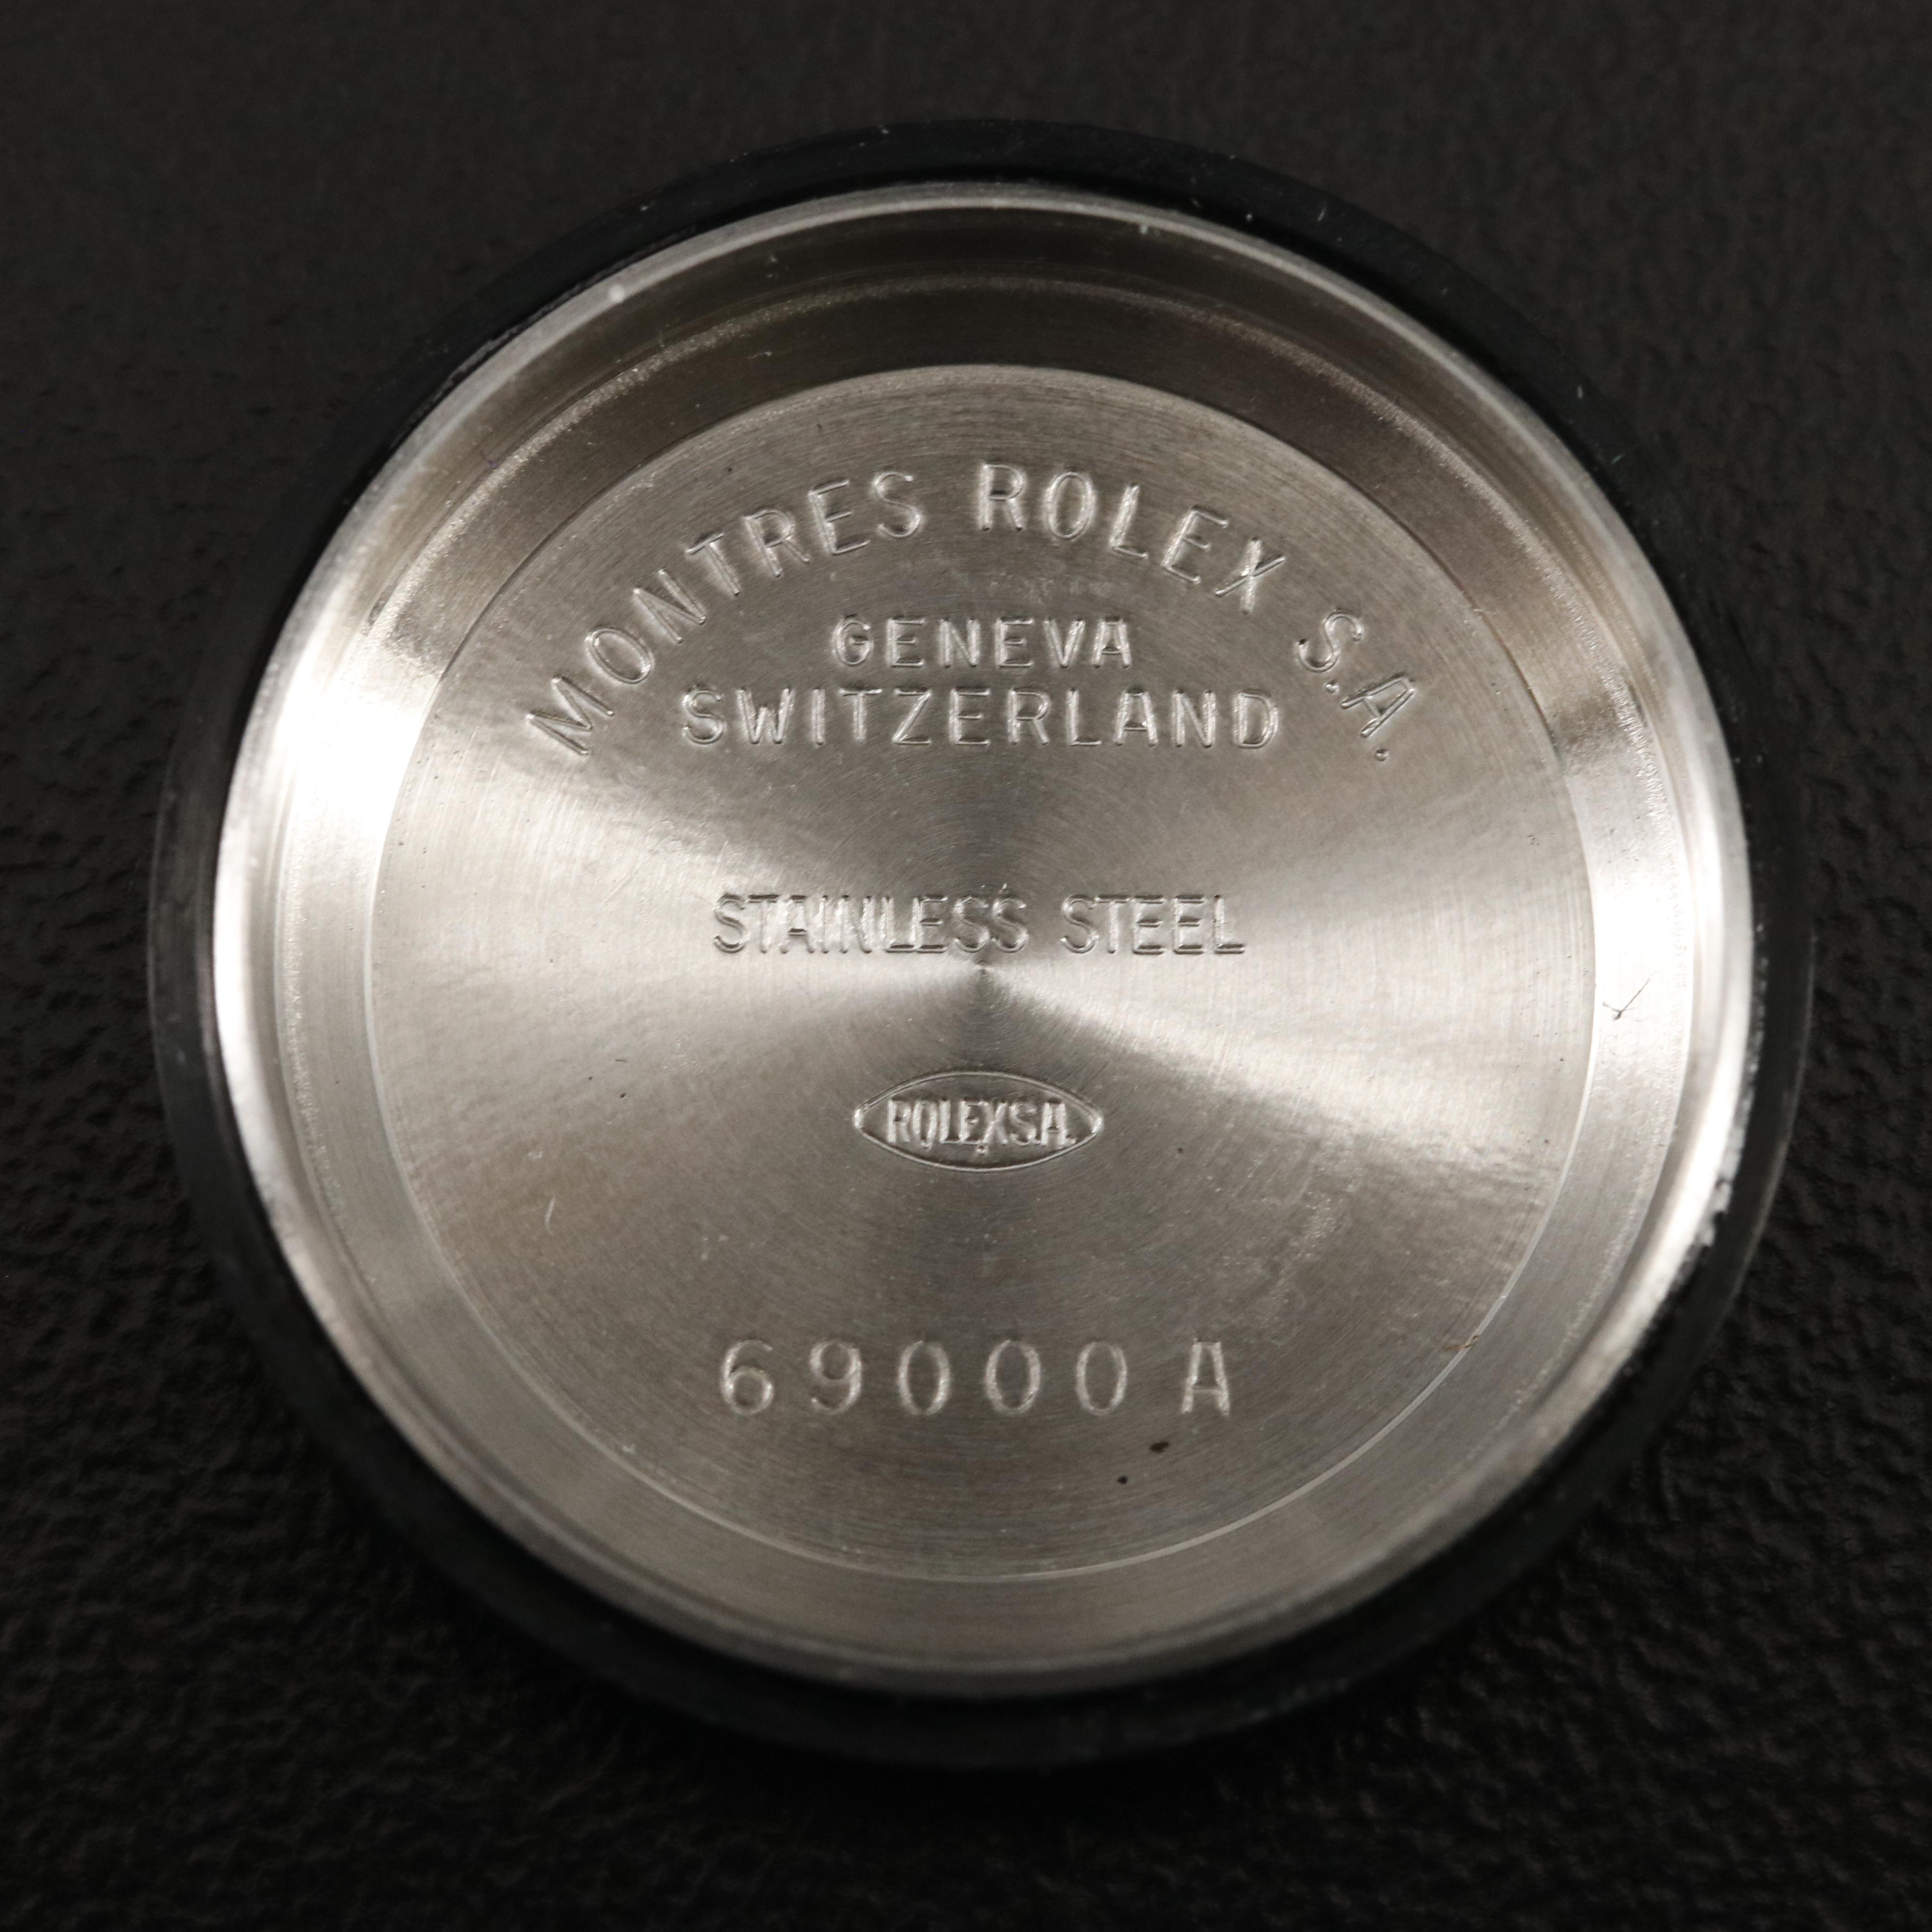 MONTRES ROLEX S.A.
GENEVA
SWITZERLAND
STAINLESS STEEL
ROLEX S.A.
69000 A